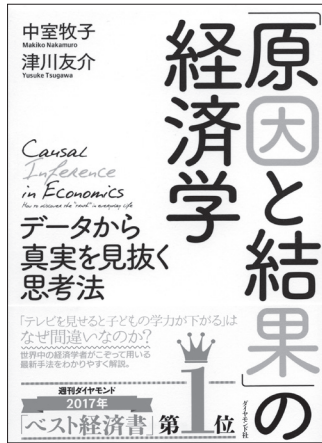 「原因と結果」の
経済学
中室牧子
Makiko Nakamuro
津川友介
Yusuke Tsugawa
Causal
Inference
in Economics
How to discover the "truth" in everyday life
データから
真実を見抜く
思考法
「テレビを見せると子どもの学力が下がる」は
なぜ間違いなのか?
世界中の経済学者がこぞって用いる
最新手法をわかりやすく解説。
週刊ダイヤモンド
2017年
「ベスト経済書」第1位
ダイヤモンド社